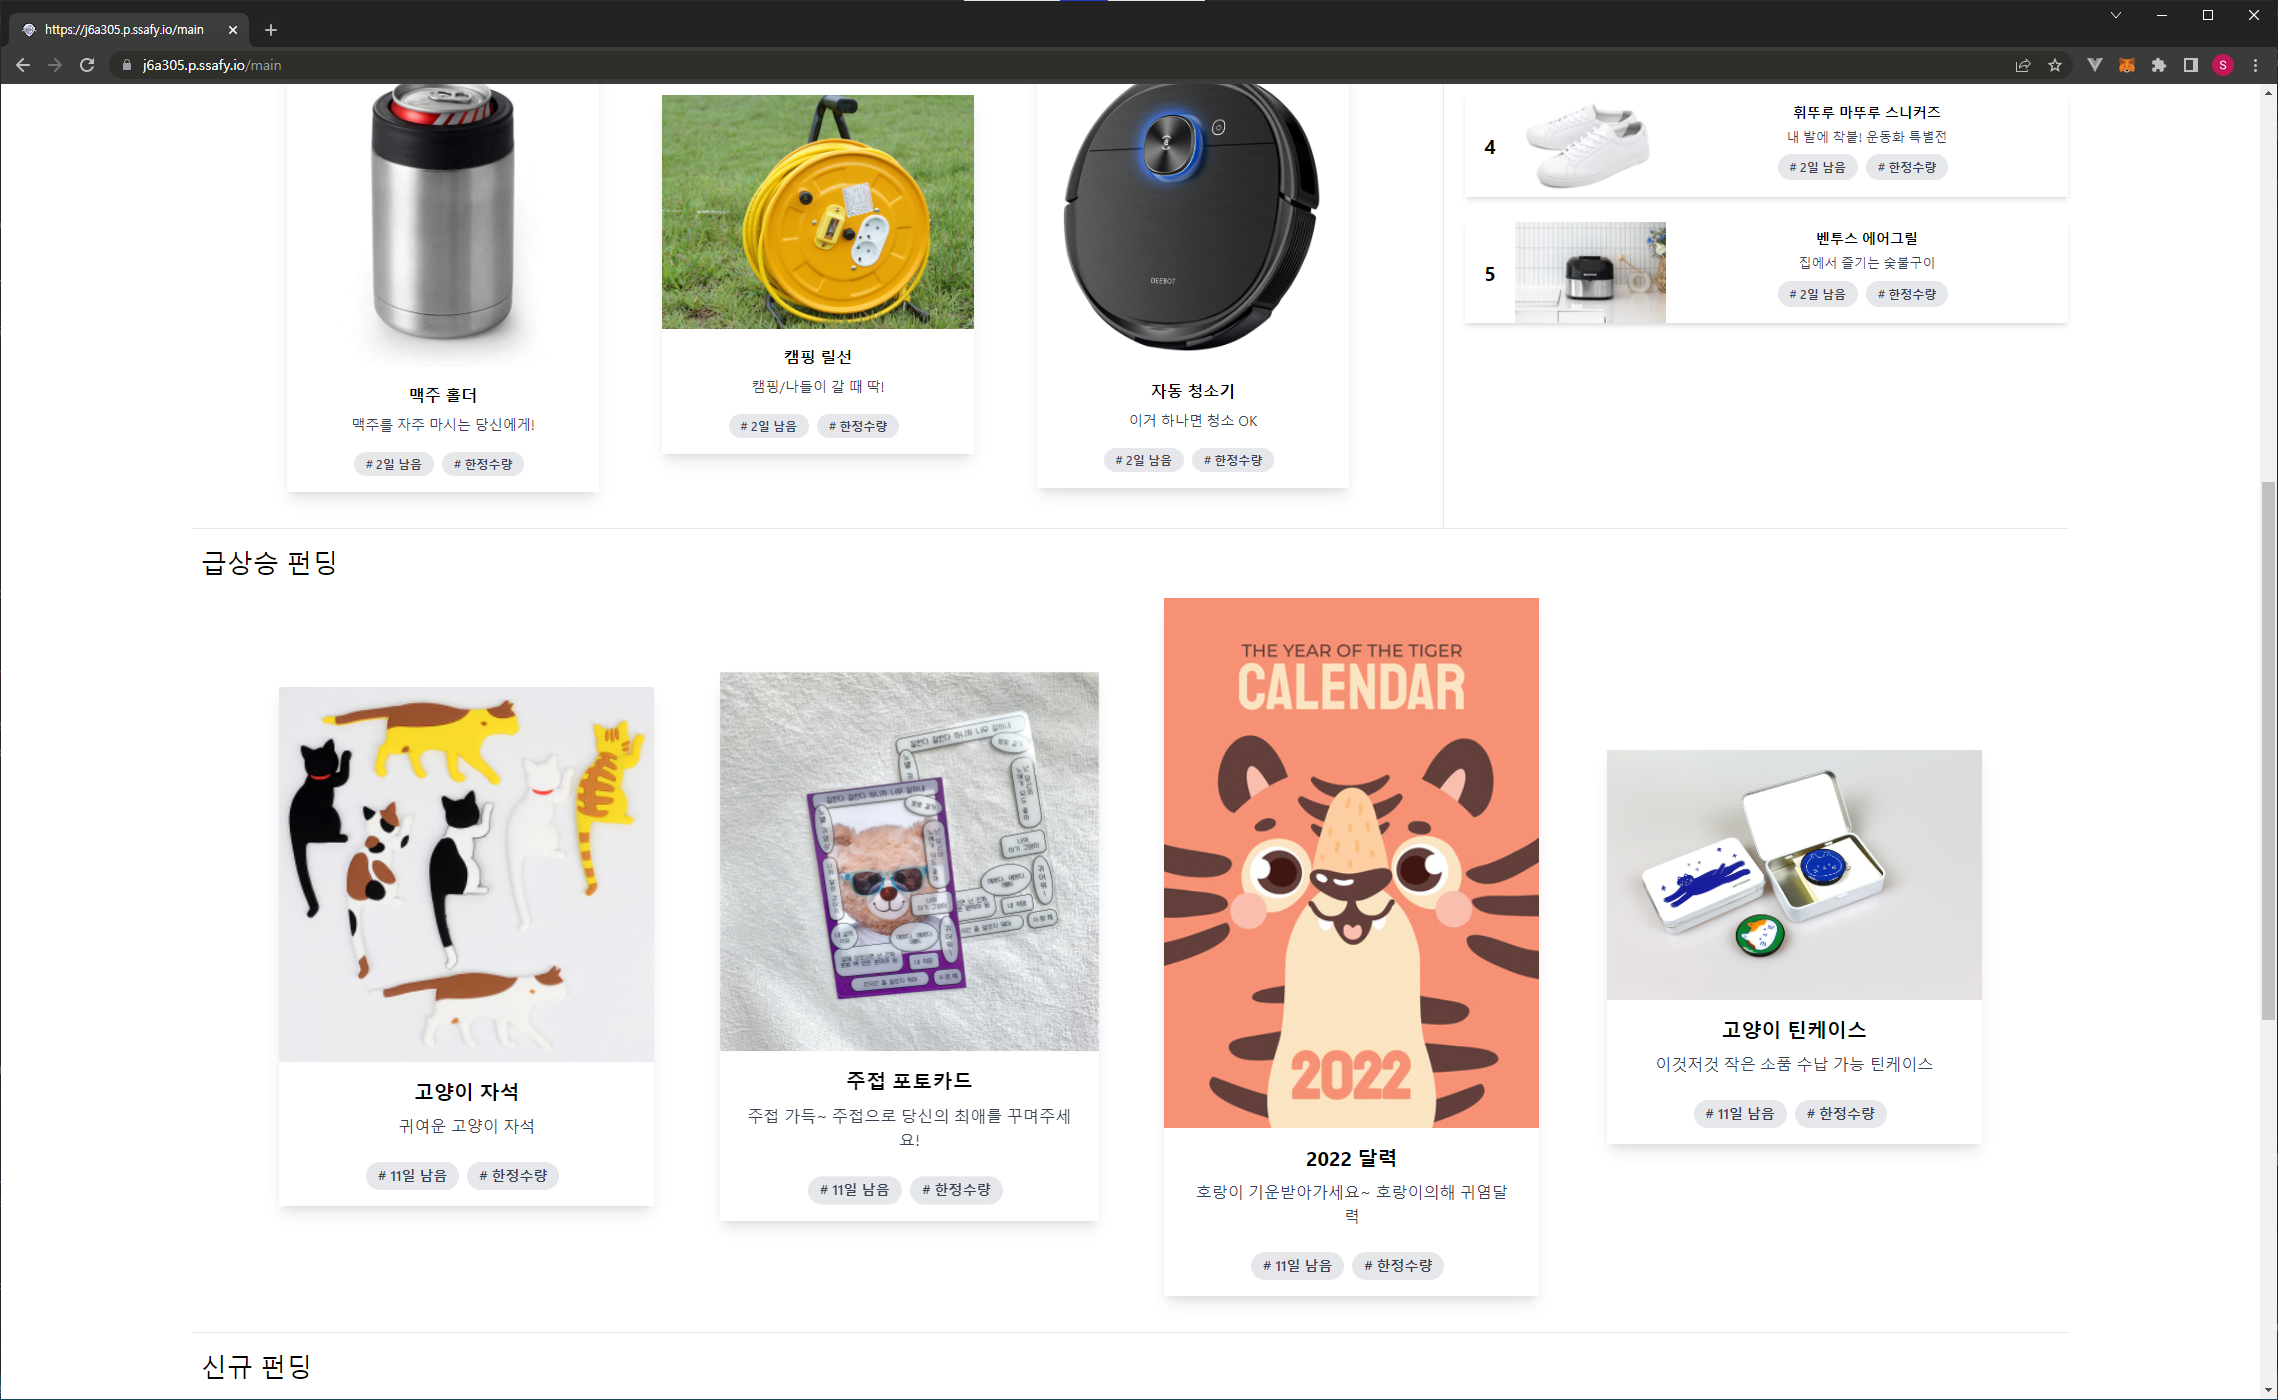 https://j6a305.p.ssafy.io/main
j6a305.p.ssafy.io/main
S
DEEBOT
맥주 홀더
맥주를 자주 마시는 당신에게!
# 2일 남음 # 한정수량
캠핑 릴선
캠핑/나들이 갈 때 딱!
# 2일 남음 # 한정수량
자동 청소기
이거 하나면 청소 OK
# 2일 남음 # 한정수량
4
휘뚜루 마뚜루 스니커즈
내 발에 착붙! 운동화 특별전
# 2일 남음 # 한정수량
5
벤투스 에어그릴
집에서 즐기는 숯불구이
# 2일 남음 # 한정수량
급상승 펀딩
고양이 자석
귀여운 고양이 자석
# 11일 남음 # 한정수량
주접 포토카드
주접 가득~ 주접으로 당신의 최애를 꾸며주세
요!
# 11일 남음 # 한정수량
THE YEAR OF THE TIGER
CALENDAR
2022
2022 달력
호랑이 기운받아가세요~ 호랑이의해 귀염달
력
# 11일 남음 # 한정수량
고양이 틴케이스
이것저것 작은 소품 수납 가능 틴케이스
# 11일 남음 # 한정수량
신규 펀딩